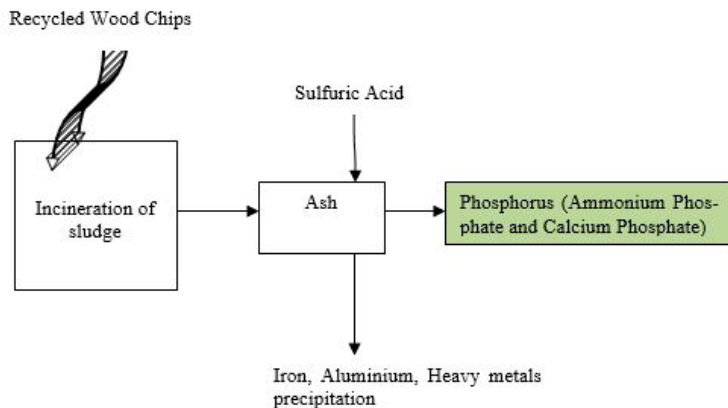 Recycled Wood Chips
Sulfuric Acid
Incineration of
sludge
Ash
Phosphorus (Ammonium Phos-
phate and Calcium Phosphate)
Iron, Aluminium, Heavy metals
precipitation